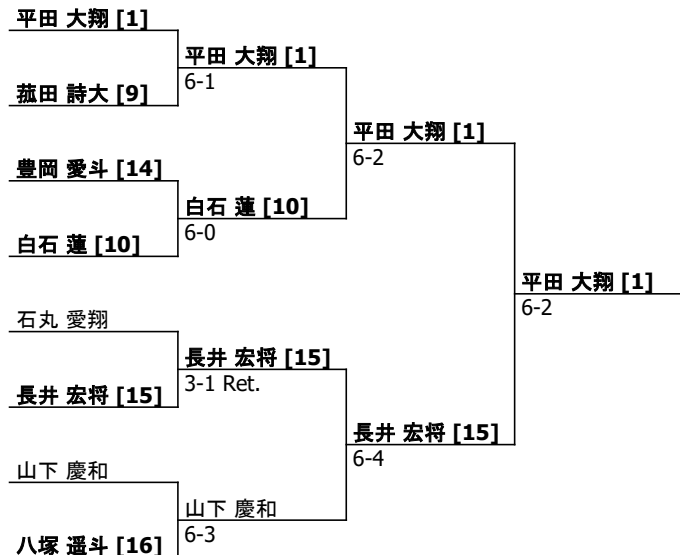 平田 大翔 [1]
平田 大翔 [1]
6-1
菰田 詩大 [9]
平田 大翔 [1]
6-2
豊岡 愛斗 [14]
白石 蓮 [10]
6-0
白石 蓮 [10]
平田 大翔 [1]
6-2
石丸 愛翔
長井 宏将 [15]
3-1 Ret.
長井 宏将 [15]
長井 宏将 [15]
6-4
山下 慶和
山下 慶和
6-3
八塚 遥斗 [16]